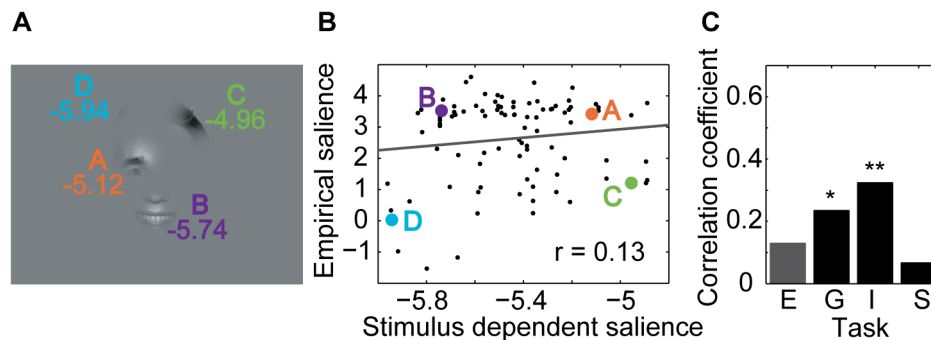 A
D
-5.94
C
-4.96
A
-5.12
B
-5.74
B
Empirical salience
4
3
2
1
0
−1
B
A
C
D
r = 0.13
−5.8
−5.4
−5
Stimulus dependent salience
C
Correlation coefficient
0.6
0.4
0.2
0
*
**
E
G
I
S
Task